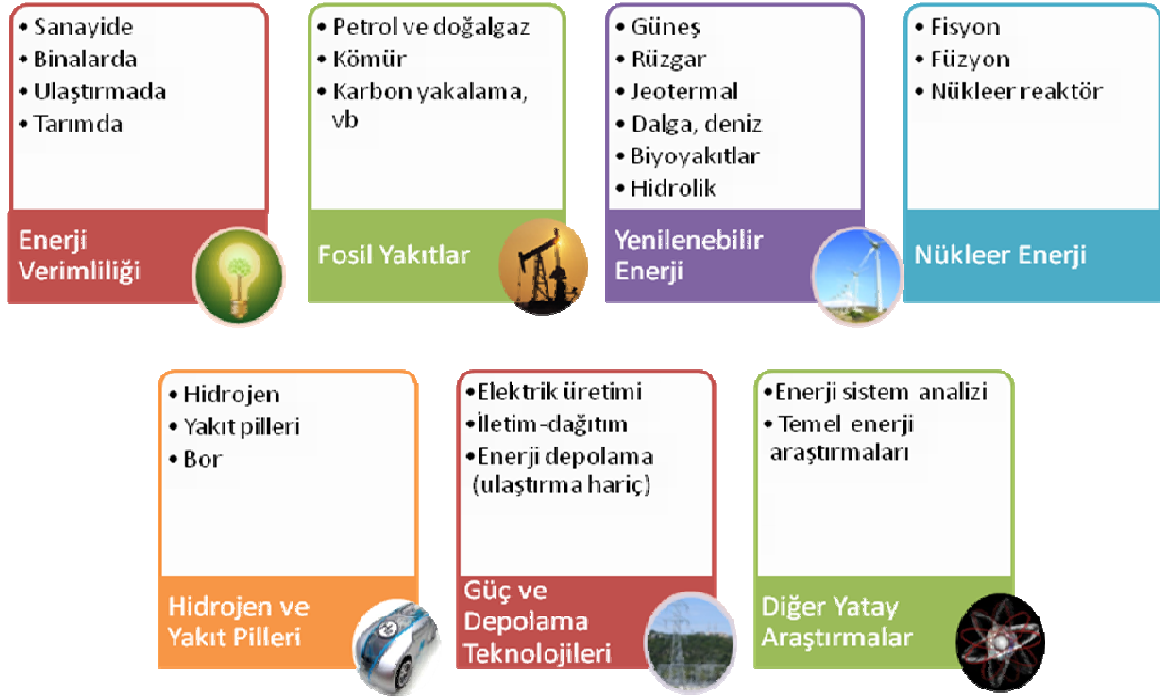 • Sanayide
• Binalarda
• Ulaştırmada
• Tarımda
Enerji
Verimliliği
• Petrol ve doğalgaz
• Kömür
• Karbon yakalama,
vb
Fosil Yakıtlar
• Güneş
• Rüzgar
• Jeotermal
• Dalga, deniz
• Biyoyakıtlar
• Hidrolik
Yenilenebilir
Enerji
• Fisyon
• Füzyon
• Nükleer reaktör
Nükleer Enerji
• Hidrojen
• Yakıt pilleri
• Bor
Hidrojen ve
Yakıt Pilleri
•Elektrik üretimi
•İletim-dağıtım
•Enerji depolama
(ulaştırma hariç)
Güç ve
Depolama
Teknolojileri
•Enerji sistem analizi
• Temel enerji
araştırmaları
Diğer Yatay
Araştırmalar